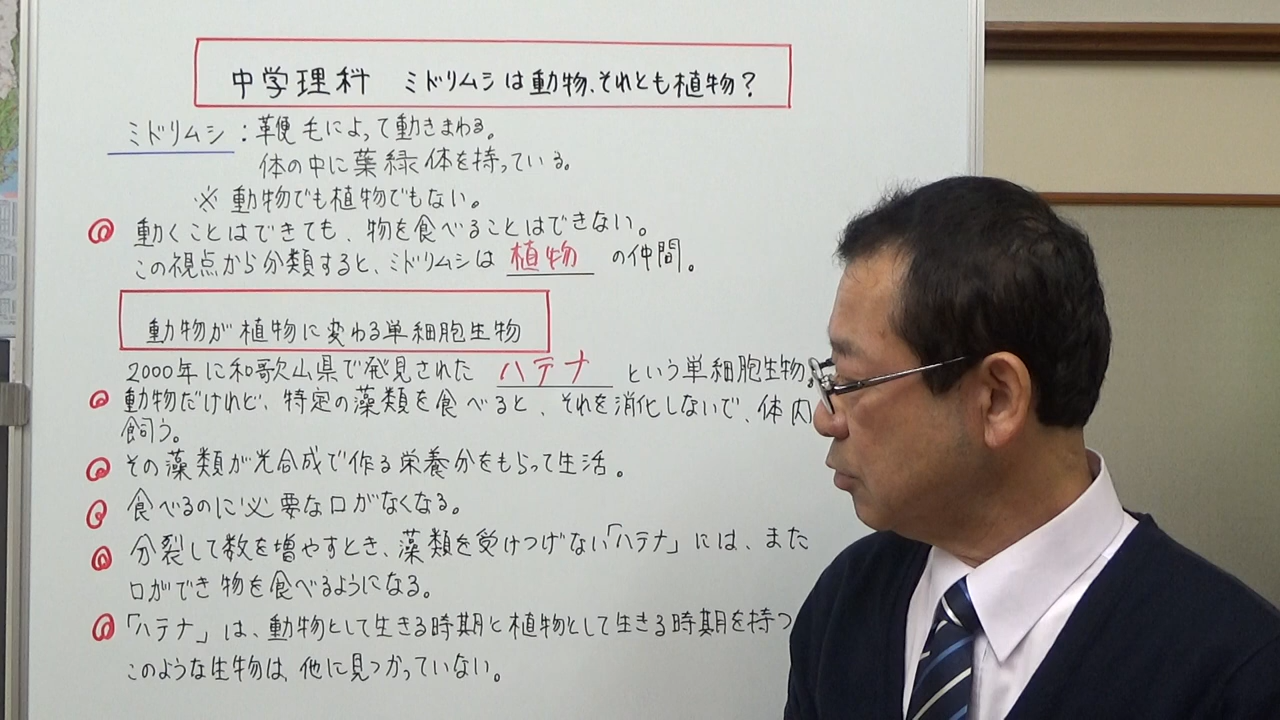 中学理科 ミドリムシは動物、それとも植物?
ミドリムシ:鞭毛によって動きまわる。
体の中に葉緑体を持っている。
※ 動物でも植物でもない。
動くことはできても、物を食べることはできない。
この視点から分類すると、ミドリムシは 植物 の仲間。
動物が植物に変わる単細胞生物
2000年に和歌山県で発見された ハテナ という単細胞生物。
動物だけれど、特定の藻類を食べると、それを消化しないで、体内
飼う。
その藻類が光合成で作る栄養分をもらって生活。
食べるのに必要な口がなくなる。
分裂して数を増やすとき、藻類を受けつげない「ハテナ」には、また
口ができ物を食べるようになる。
「ハテナ」は、動物として生きる時期と植物として生きる時期を持つ
このような生物は、他に見つかっていない。